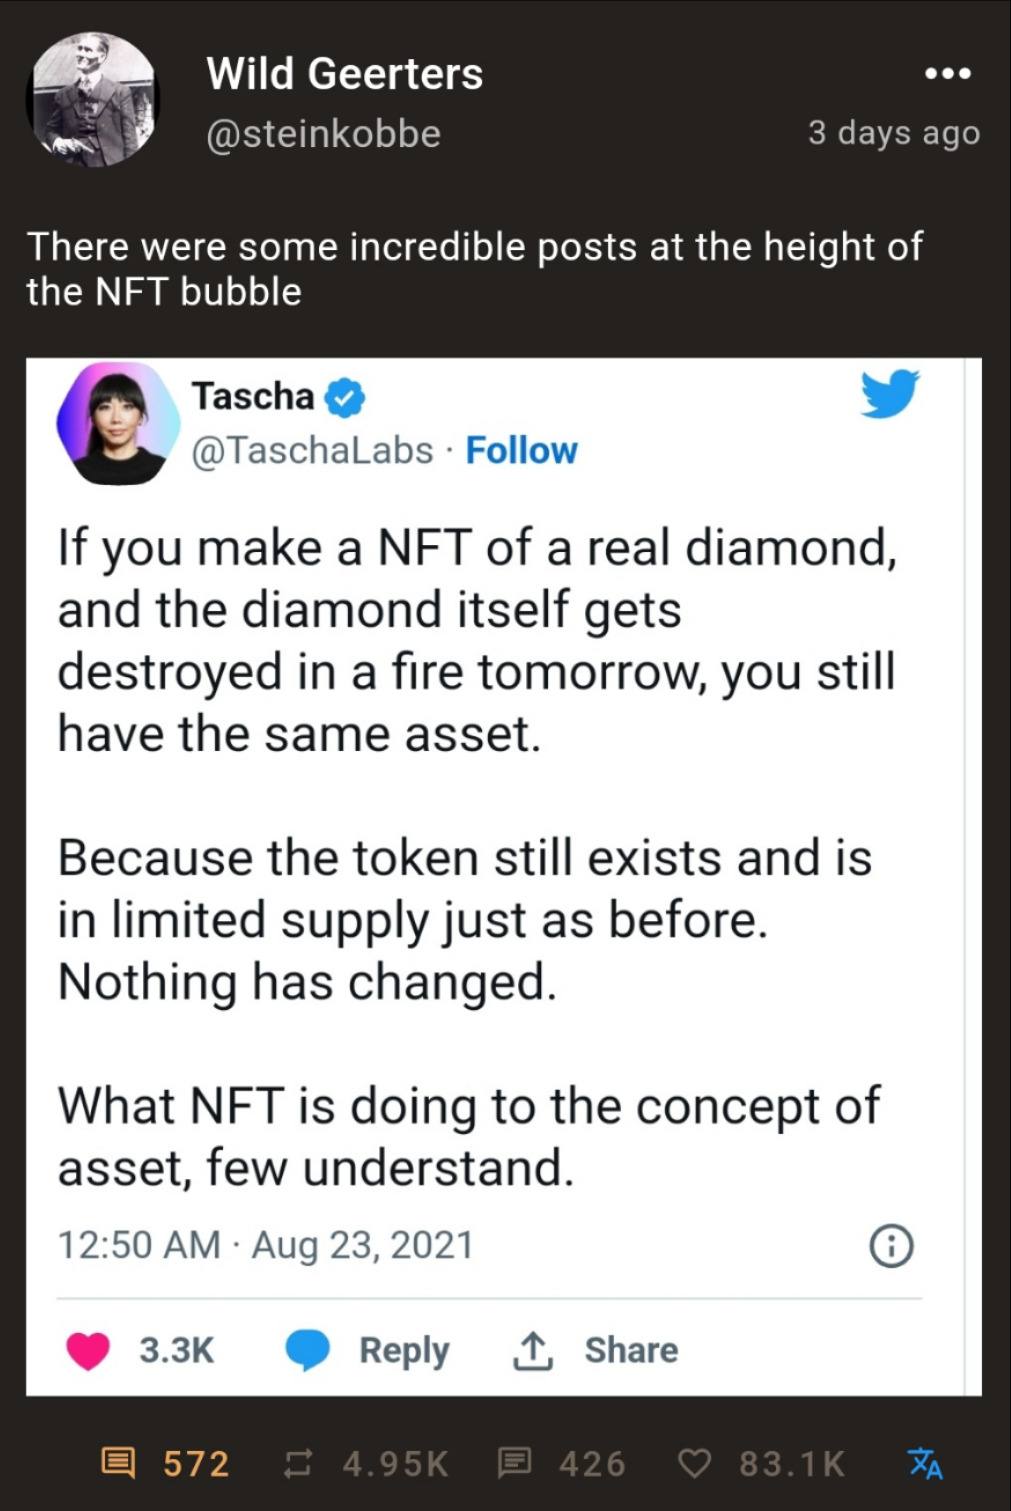 Wild Geerters
@steinkobbe
3 days ago
There were some incredible posts at the height of
the NFT bubble
Tascha
@TaschaLabs · Follow
If you make a NFT of a real diamond,
and the diamond itself gets
destroyed in a fire tomorrow, you still
have the same asset.
Because the token still exists and is
in limited supply just as before.
Nothing has changed.
What NFT is doing to the concept of
asset, few understand.
12:50 AM · Aug 23, 2021
3.3K Reply Share
572 4.95K 426 83.1K